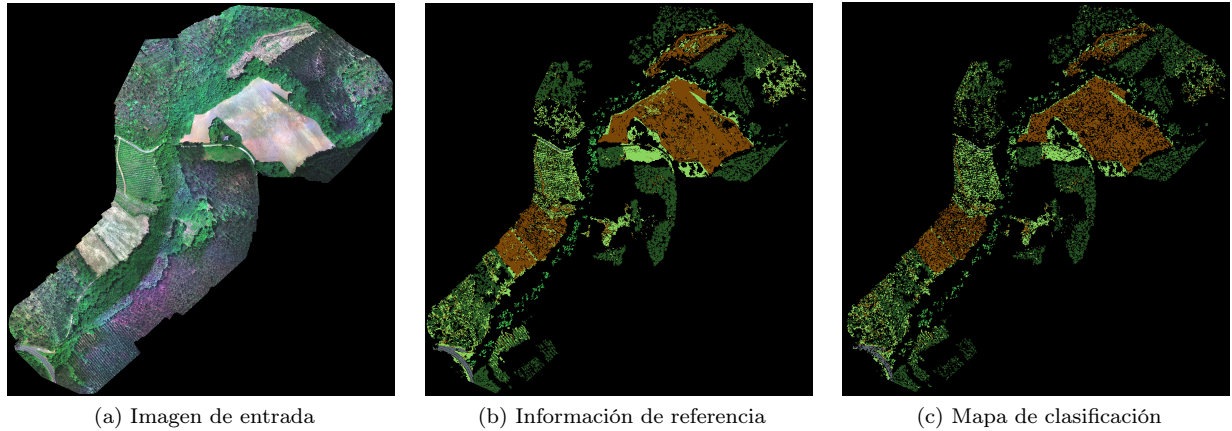 (a) Imagen de entrada
(b) Información de referencia
(c) Mapa de clasificación